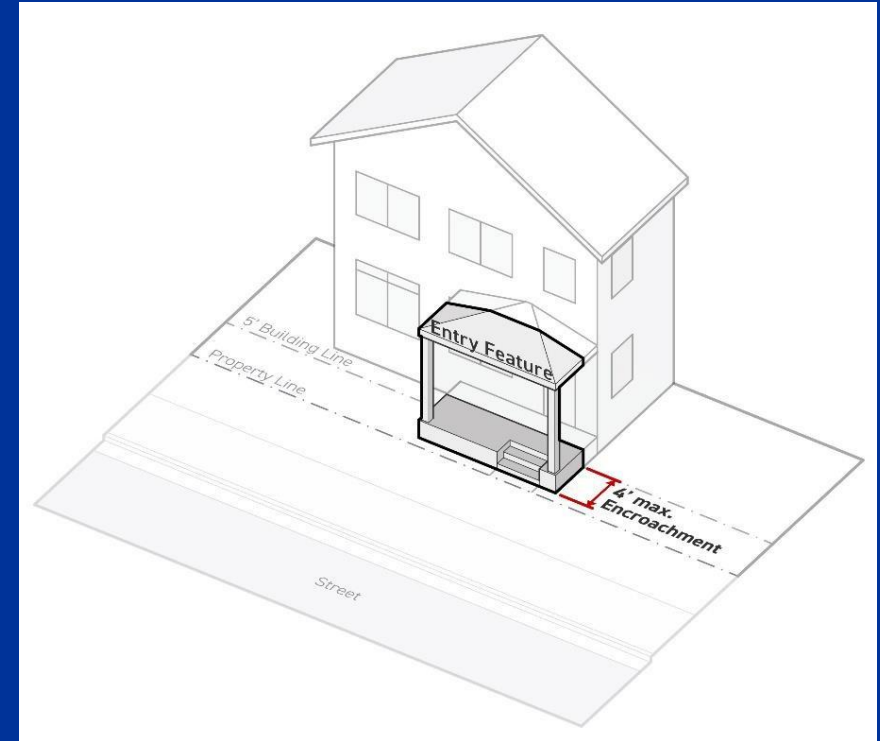 5' Building Line
Property Line
Entry Feature
4' max.
Encroachment
Street